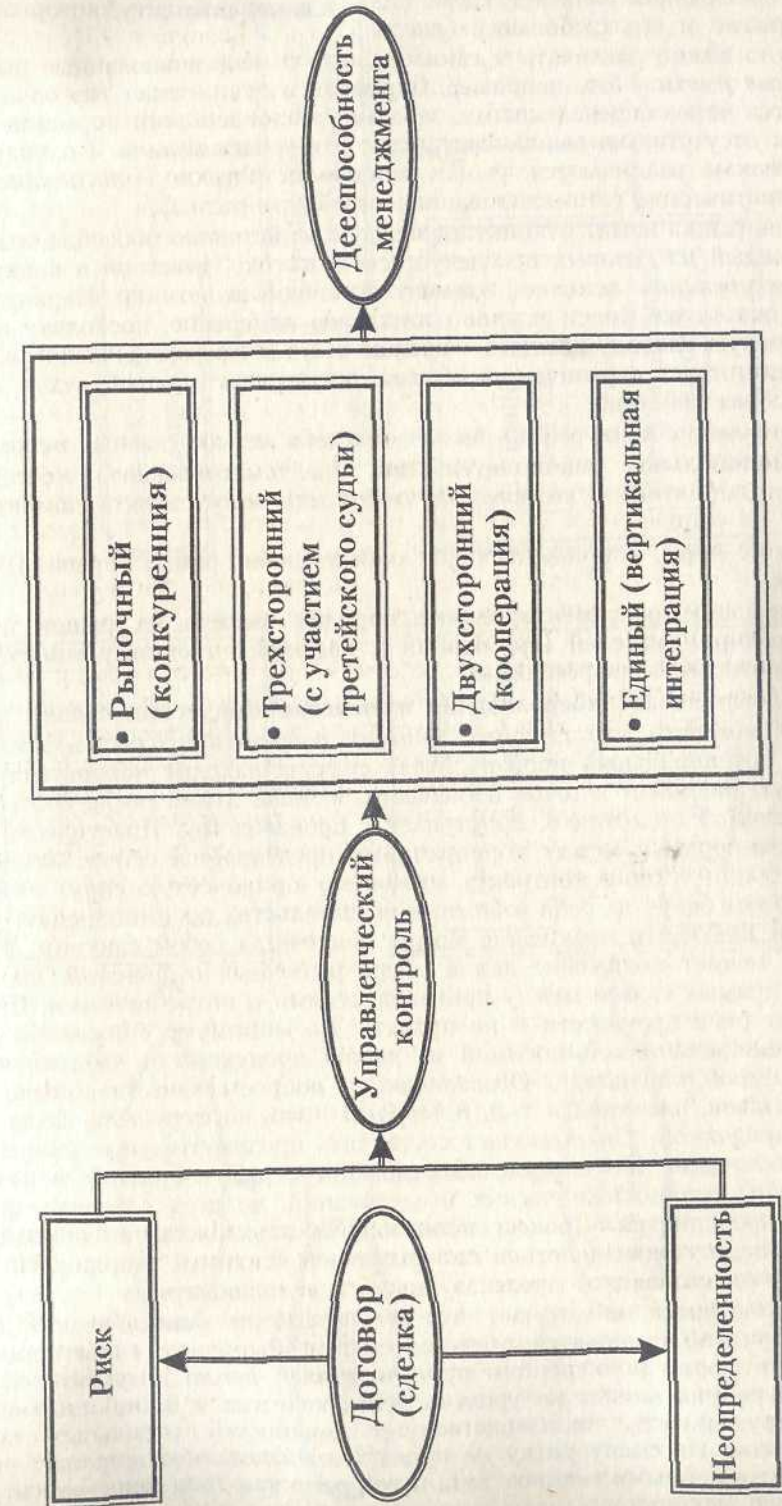 Риск
Договор
(сделка)
Неопределенность
Управленческий
контроль
• Рыночный
(конкуренция)
• Трехсторонний
(с участием
третейского судьи)
• Двухсторонний
(кооперация)
• Единый (вертикальная
интеграция)
Дееспособность
менеджмента